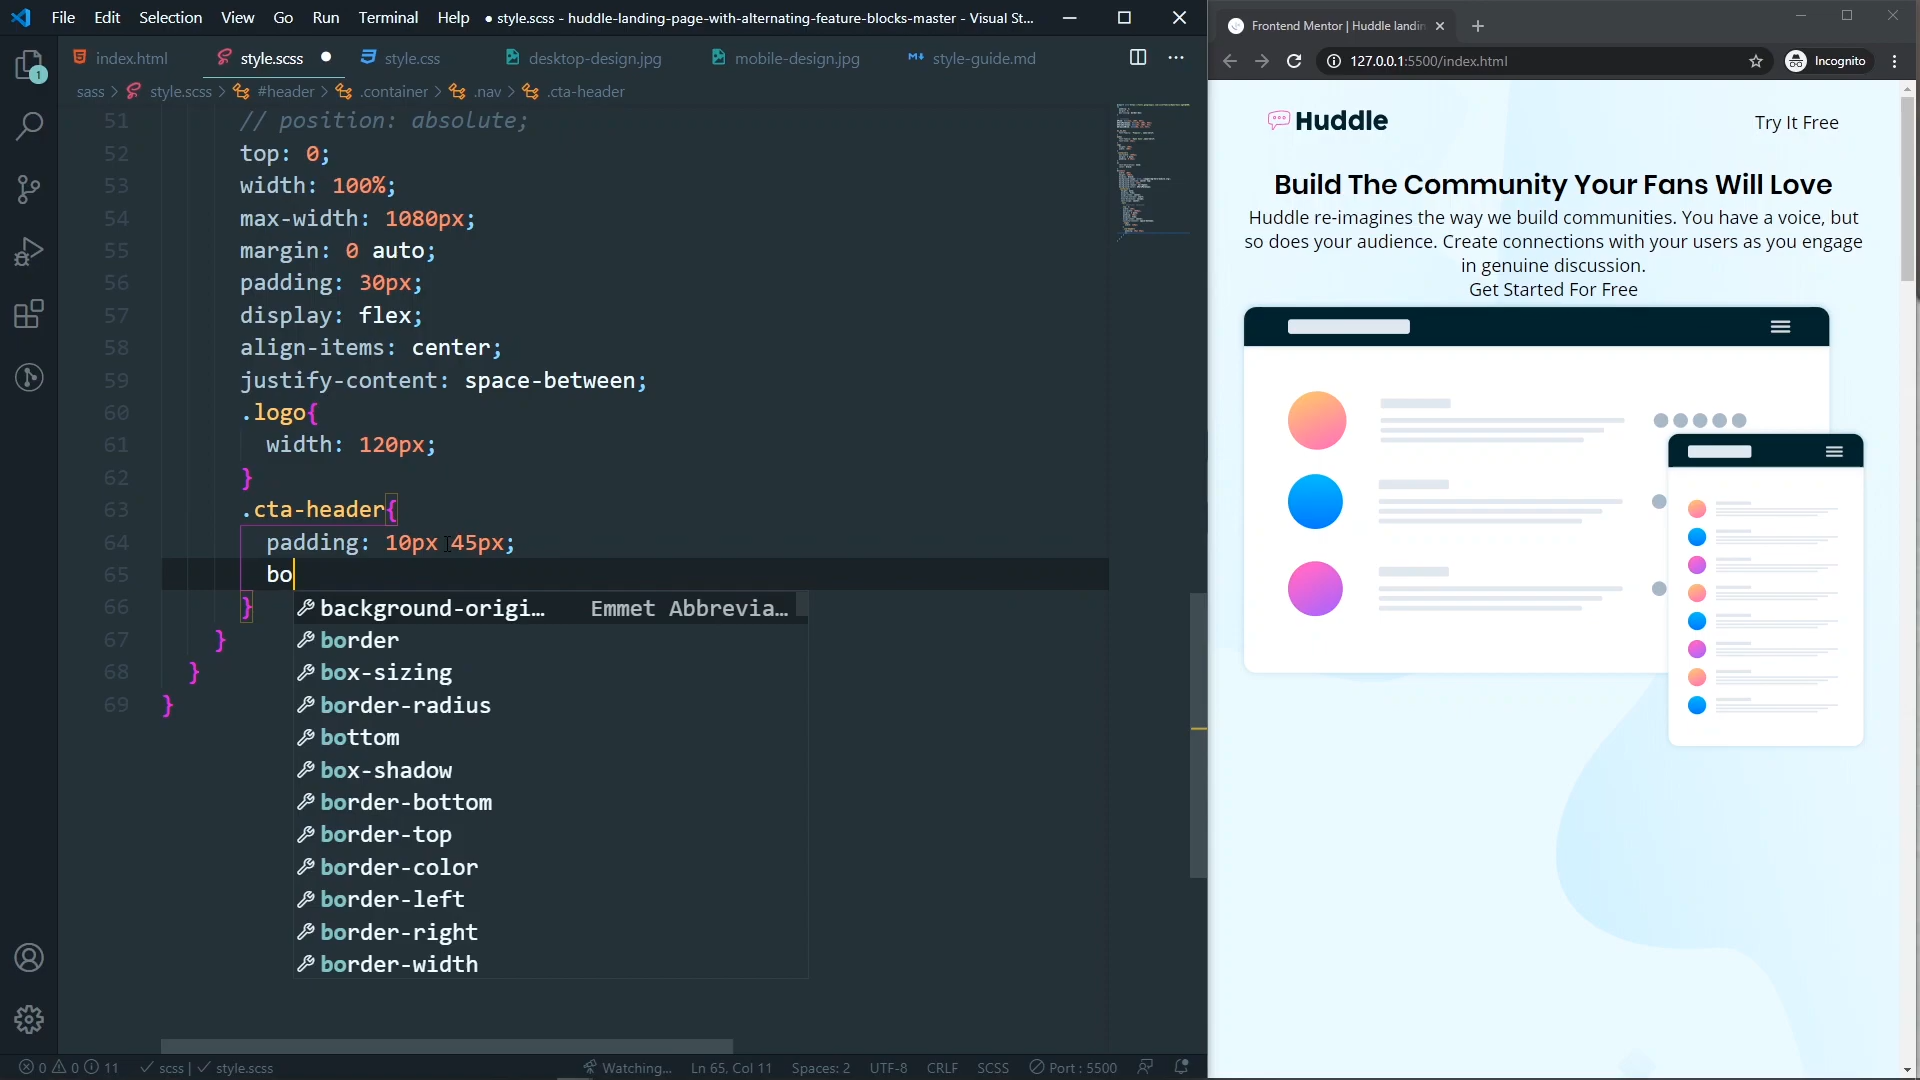 File Edit Selection View Go Run Terminal Help ● style.scss - huddle-landing-page-with-alternating-feature-blocks-master - Visual St...
index.html style.scss style.css desktop-design.jpg mobile-design.jpg style-guide.md
sass > style.scss > #header > .container > .nav > .cta-header
51 // position: absolute;
52 top: 0;
53 width: 100%;
54 max-width: 1080px;
55 margin: 0 auto;
56 padding: 30px;
57 display: flex;
58 align-items: center;
59 justify-content: space-between;
60 .logo{
61 width: 120px;
62 }
63 .cta-header{
64 padding: 10px 45px;
65 bo
66 }
67 }
68 }
69 }
background-origi... Emmet Abbrevia...
border
box-sizing
border-radius
bottom
box-shadow
border-bottom
border-top
border-color
border-left
border-right
border-width
1
0 0 11 scss | style.scss Watching... Ln 65, Col 11 Spaces: 2 UTF-8 CRLF SCSS Port : 5500
Frontend Mentor | Huddle landin
127.0.0.1:5500/index.html Incognito
Huddle Try It Free
Build The Community Your Fans Will Love
Huddle re-imagines the way we build communities. You have a voice, but
so does your audience. Create connections with your users as you engage
in genuine discussion.
Get Started For Free